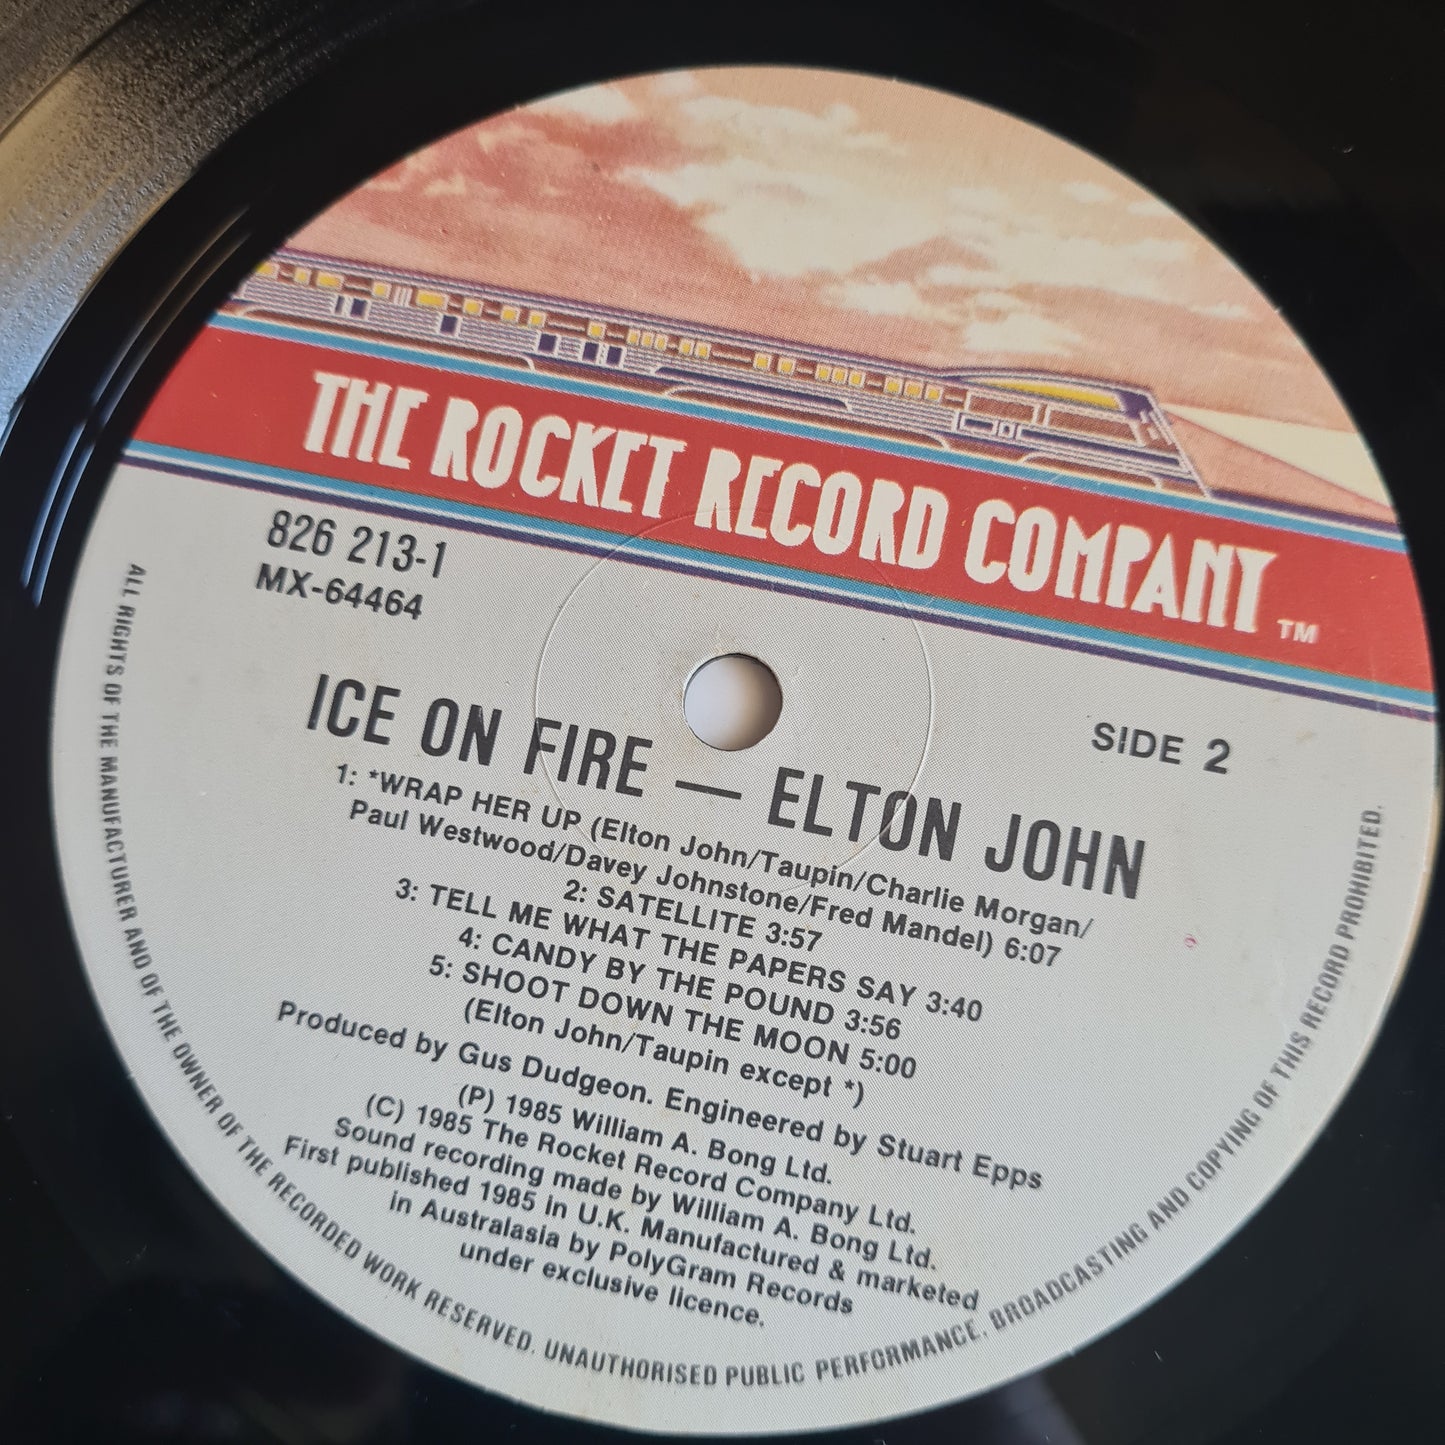 THE ROCKET RECORD COMPANY TM
826 213-1
MX-64464
SIDE 2
ICE ON FIRE — ELTON JOHN
1: *WRAP HER UP (Elton John/Taupin/Charlie Morgan/
Paul Westwood/Davey Johnstone/Fred Mandel) 6:07
2: SATELLITE 3:57
3: TELL ME WHAT THE PAPERS SAY 3:40
4: CANDY BY THE POUND 3:56
5: SHOOT DOWN THE MOON 5:00
(Elton John/Taupin except *)
Produced by Gus Dudgeon. Engineered by Stuart Epps
(P) 1985 William A. Bong Ltd.
(C) 1985 The Rocket Record Company Ltd.
Sound recording made by William A. Bong Ltd.
First published 1985 in U.K. Manufactured & marketed
in Australasia by PolyGram Records
under exclusive licence.
ALL RIGHTS OF THE MANUFACTURER AND OF THE OWNER OF THE RECORDED WORK RESERVED. UNAUTHORISED PUBLIC PERFORMANCE, BROADCASTING AND COPYING OF THIS RECORD PROHIBITED.